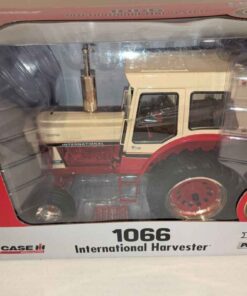 INTERNATIONAL
1066
International Harvester
CASE IH